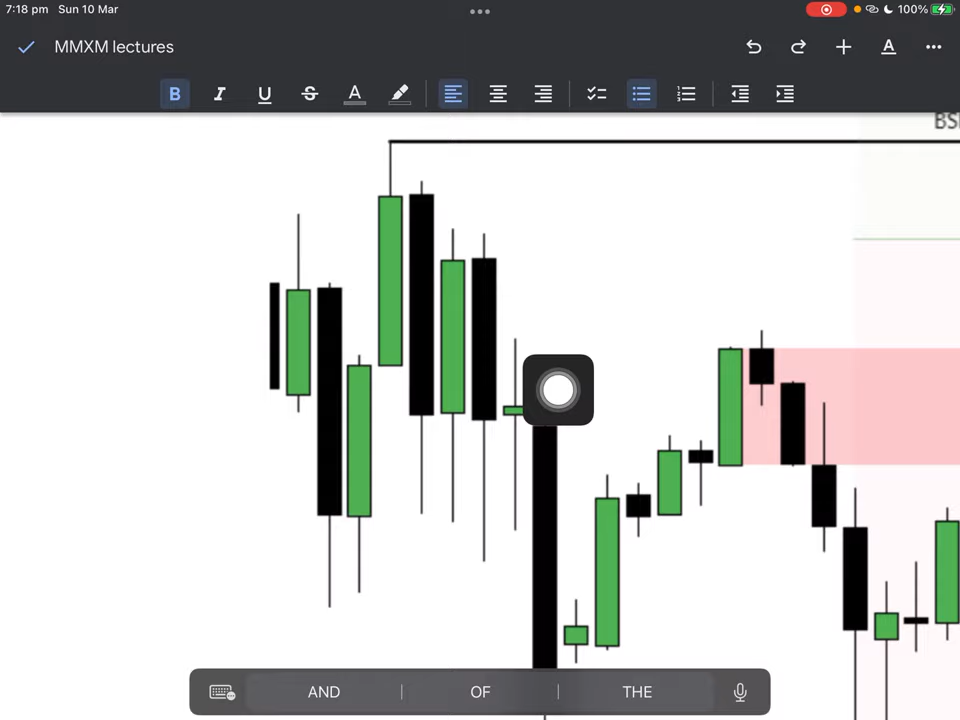 7:18 pm Sun 10 Mar
100%
MMXM lectures
B I U S A
AND OF THE